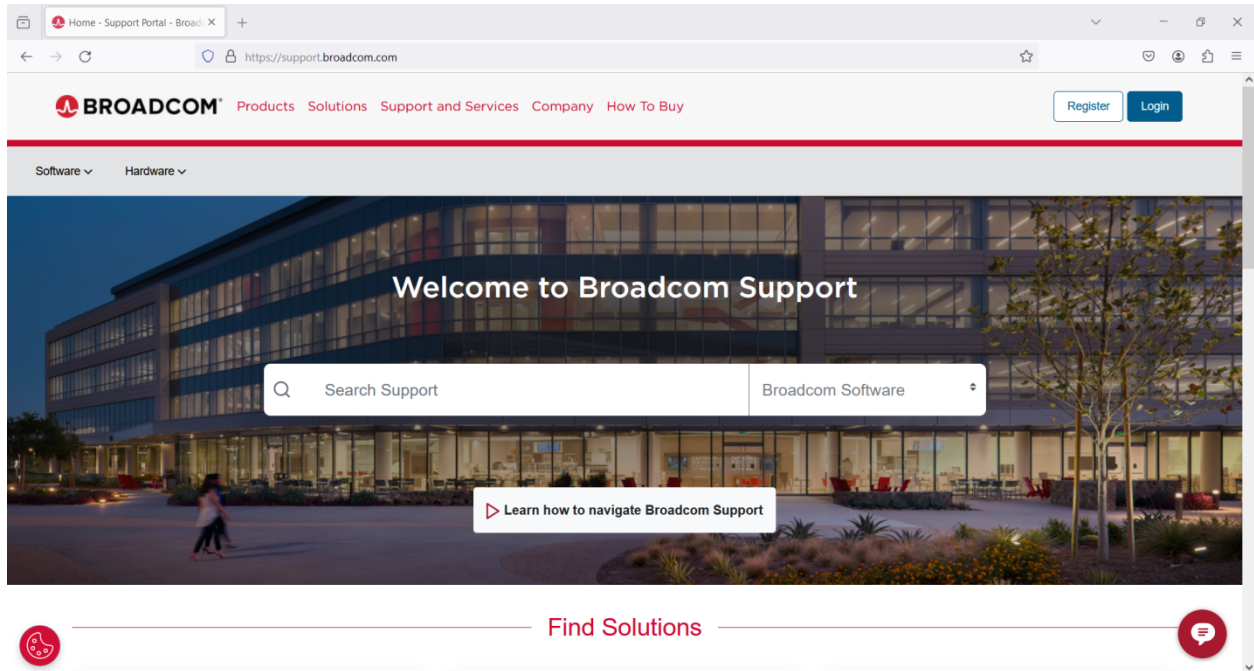 Home - Support Portal - Broadc
https://support.broadcom.com
BROADCOM Products Solutions Support and Services Company How To Buy Register Login
Software Hardware
Welcome to Broadcom Support
Search Support Broadcom Software
Learn how to navigate Broadcom Support
Find Solutions